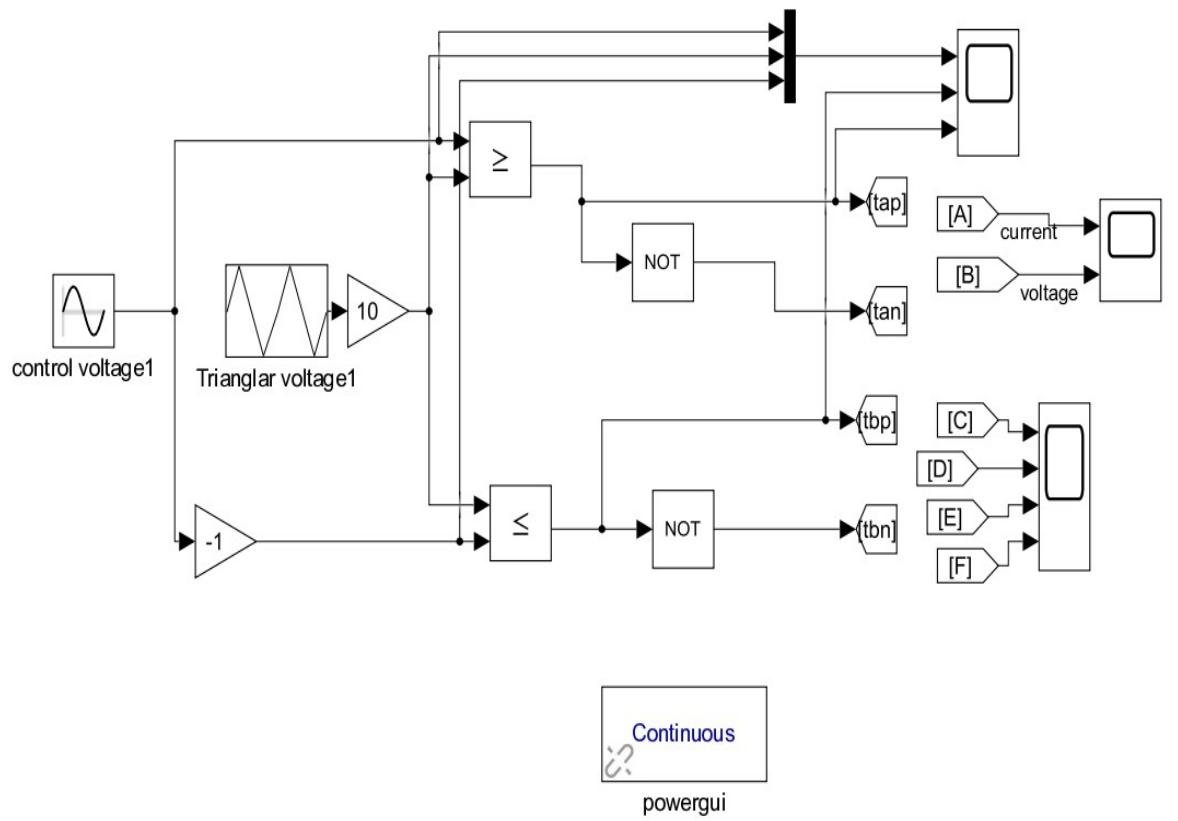 ≥
[tap]
[A]
current
NOT
[B]
voltage
10
[tan]
control voltage1
Trianglar voltage1
[tbp]
[C]
[D]
-1
≤
NOT
[tbn]
[E]
[F]
Continuous
powergui